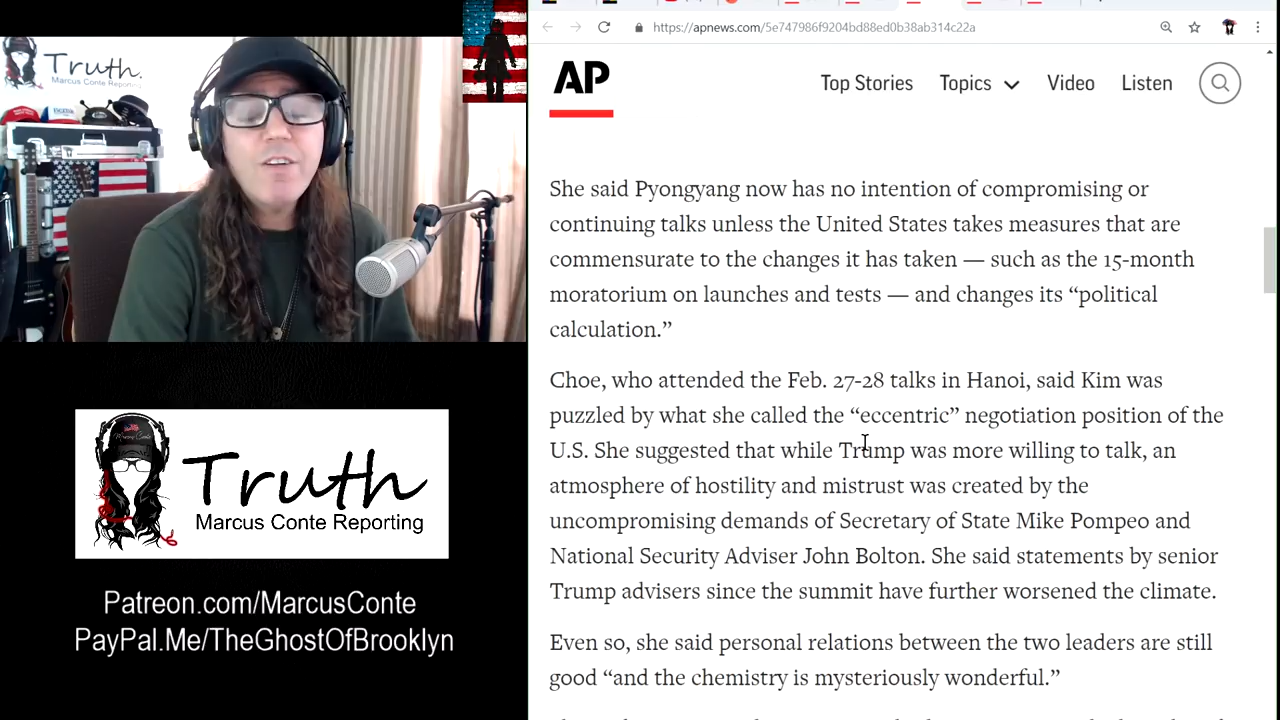 Truth.
Marcus Conte Reporting
https://apnews.com/5e747986f9204bd88ed0b38ab314c22a
AP
Top Stories
Topics
Video
Listen
She said Pyongyang now has no intention of compromising or
continuing talks unless the United States takes measures that are
commensurate to the changes it has taken — such as the 15-month
moratorium on launches and tests — and changes its “political
calculation.”
Choe, who attended the Feb. 27-28 talks in Hanoi, said Kim was
puzzled by what she called the “eccentric” negotiation position of the
U.S. She suggested that while Trump was more willing to talk, an
atmosphere of hostility and mistrust was created by the
uncompromising demands of Secretary of State Mike Pompeo and
National Security Adviser John Bolton. She said statements by senior
Trump advisers since the summit have further worsened the climate.
Even so, she said personal relations between the two leaders are still
good “and the chemistry is mysteriously wonderful.”
Truth
Marcus Conte Reporting
Patreon.com/MarcusConte
PayPal.Me/TheGhostOfBrooklyn